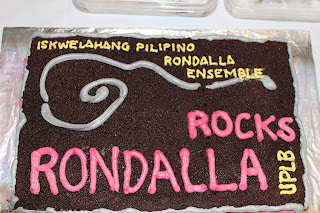 ISKWELAHANG PILIPINO
RONDALLA
ENSEMBLE
ROCKS
RONDALLA
UPLB